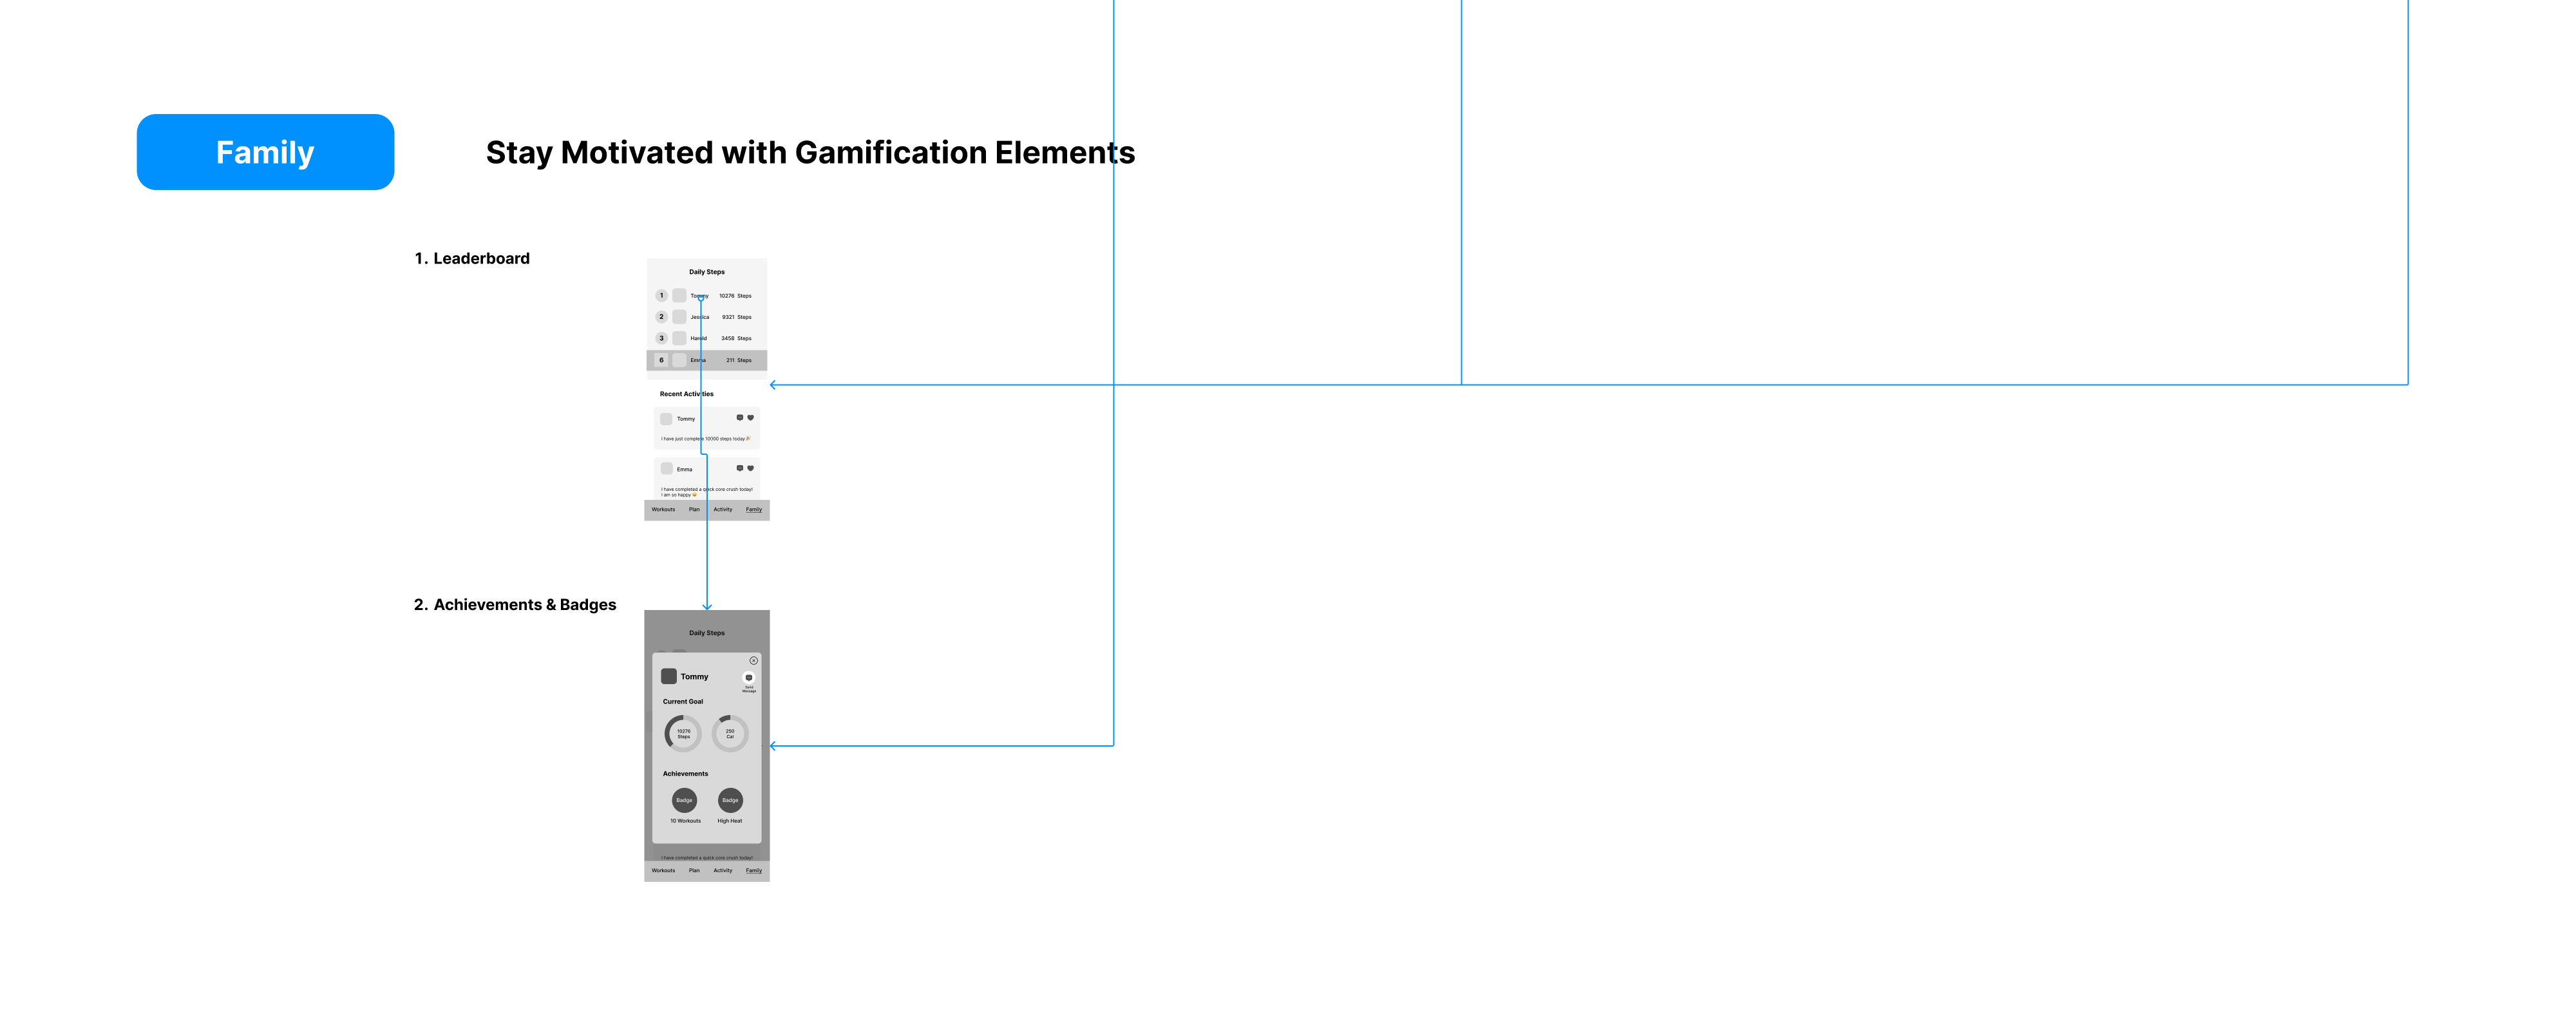 Family
Stay Motivated with Gamification Elements
1. Leaderboard
Daily Steps
1 Tommy 10276 Steps
2 Jessica 9321 Steps
3 Harold 3458 Steps
6 Emma 211 Steps
Recent Activities
Tommy
I have just complete 10000 steps today🎉
Emma
I have completed a quick core crush today!
I am so happy😄
Workouts Plan Activity Family
2. Achievements & Badges
Daily Steps
Tommy
Send
Message
Current Goal
10276
Steps
250
Cal
Achievements
Badge Badge
10 Workouts High Heat
I have completed a quick core crush today!
Workouts Plan Activity Family